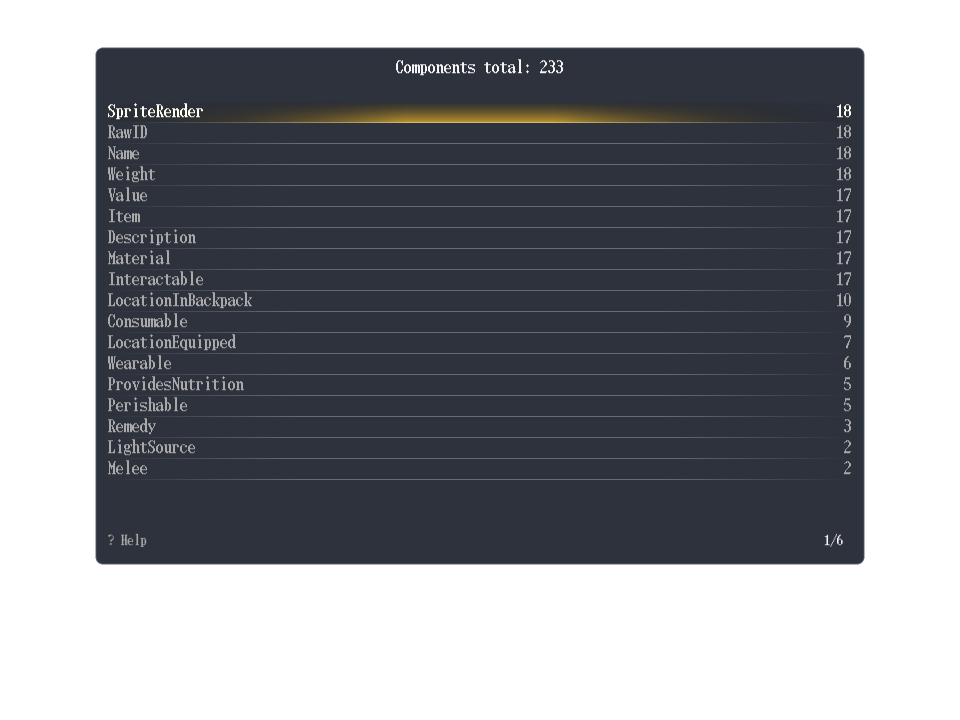 Components total: 233
SpriteRender 18
RawID 18
Name 18
Weight 18
Value 17
Item 17
Description 17
Material 17
Interactable 17
LocationInBackpack 10
Consumable 9
LocationEquipped 7
Wearable 6
ProvidesNutrition 5
Perishable 5
Remedy 3
LightSource 2
Melee 2
? Help 1/6